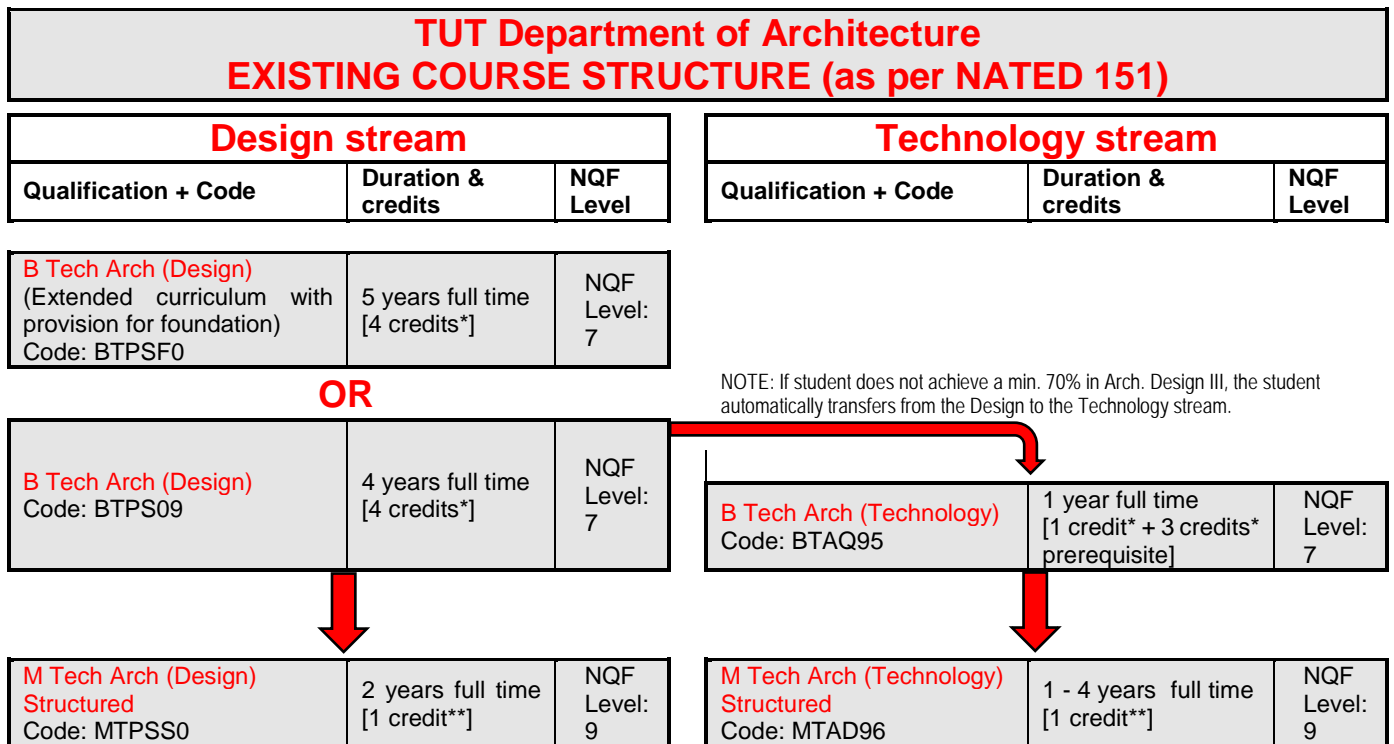 TUT Department of Architecture
EXISTING COURSE STRUCTURE (as per NATED 151)
Design stream
Qualification + Code
Duration &
credits
NQF
Level
Technology stream
Qualification + Code
Duration &
credits
NQF
Level
B Tech Arch (Design)
(Extended curriculum with
provision for foundation)
Code: BTPSF0
5 years full time
[4 credits*]
NQF
Level:
7
OR
NOTE: If student does not achieve a min. 70% in Arch. Design III, the student
automatically transfers from the Design to the Technology stream.
B Tech Arch (Design)
Code: BTPS09
4 years full time
[4 credits*]
NQF
Level:
7
B Tech Arch (Technology)
Code: BTAQ95
1 year full time
[1 credit* + 3 credits*
prerequisite]
NQF
Level:
7
M Tech Arch (Design)
Structured
Code: MTPSS0
2 years full time
[1 credit**]
NQF
Level:
9
M Tech Arch (Technology)
Structured
Code: MTAD96
1 - 4 years full time
[1 credit**]
NQF
Level:
9